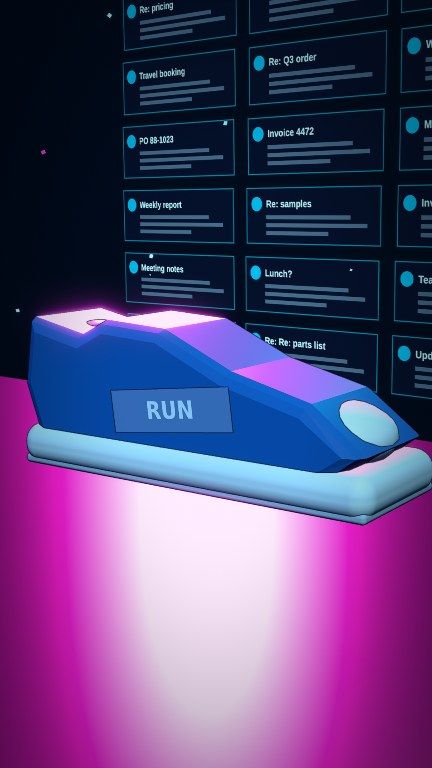 Re: pricing
Travel booking
Re: Q3 order
PO 88-1023
Invoice 4472
Weekly report
Re: samples
Meeting notes
Lunch?
Re: Re: parts list
RUN